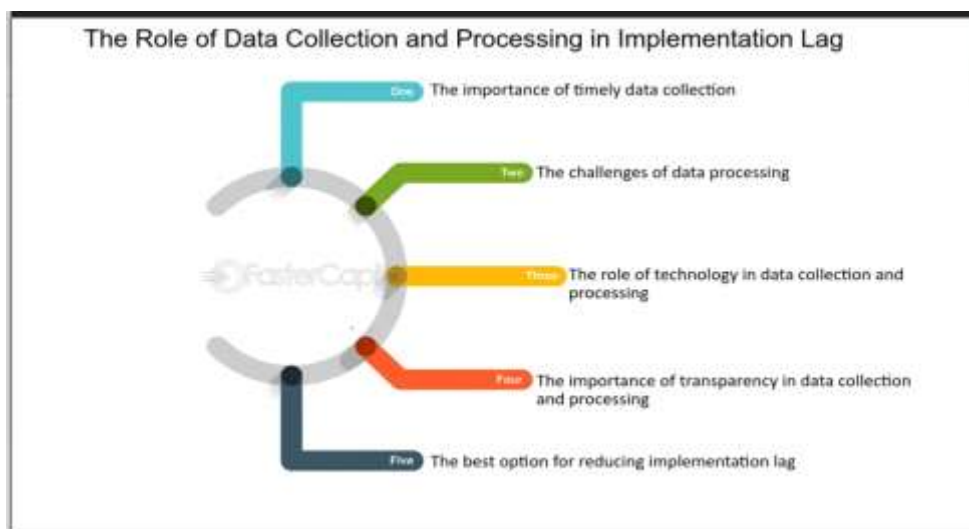 The Role of Data Collection and Processing in Implementation Lag
One
The importance of timely data collection
Two
The challenges of data processing
FasterCapi
Three
The role of technology in data collection and
processing
Four
The importance of transparency in data collection
and processing
Five
The best option for reducing implementation lag